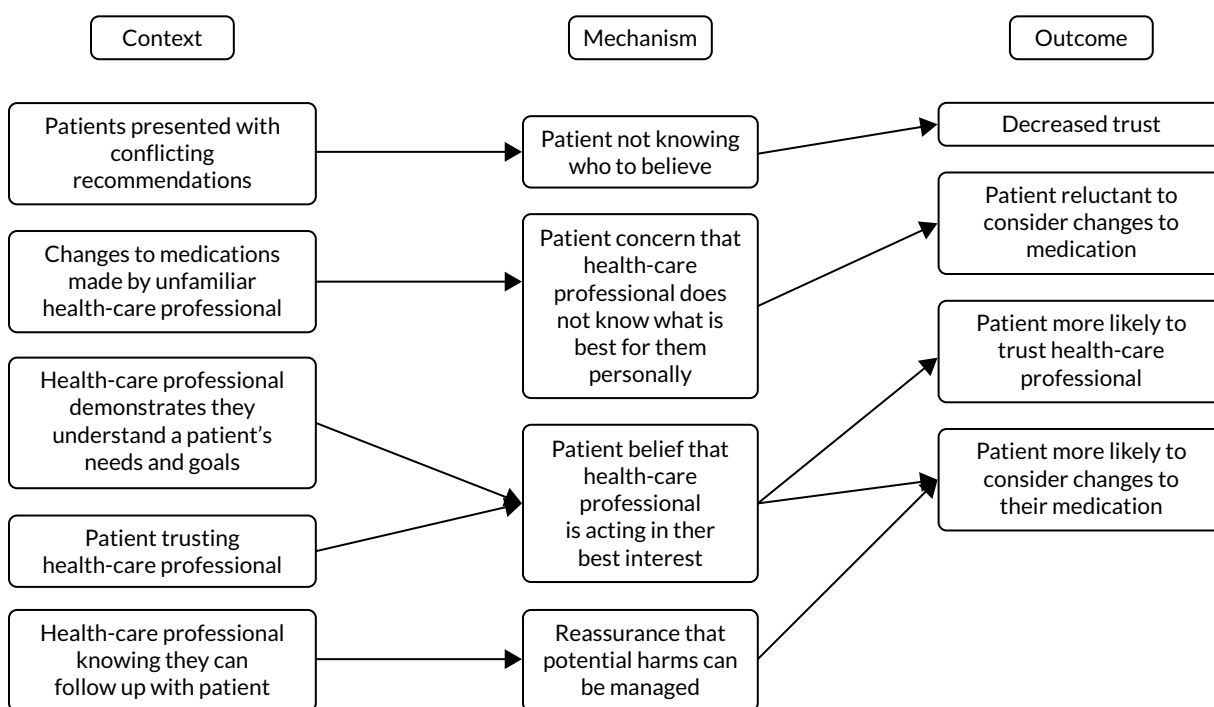 Context
Mechanism
Outcome
Patients presented with
conflicting
recommendations
Changes to medications
made by unfamiliar
health-care professional
Health-care professional
demonstrates they
understand a patient’s
needs and goals
Patient trusting
health-care professional
Health-care professional
knowing they can
follow up with patient
Patient not knowing
who to believe
Patient concern that
health-care
professional does
not know what is
best for them
personally
Patient belief that
health-care
professional
is acting in ther
best interest
Reassurance that
potential harms can
be managed
Decreased trust
Patient reluctant to
consider changes to
medication
Patient more likely to
trust health-care
professional
Patient more likely to
consider changes to
their medication